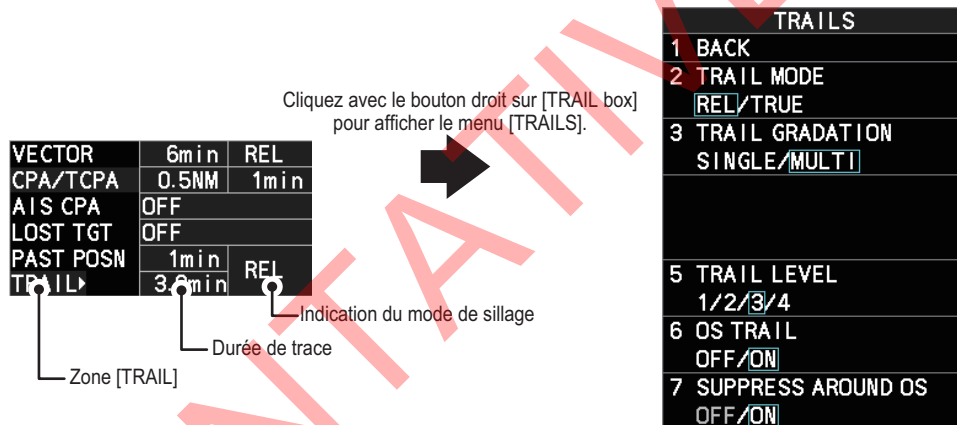 Cliquez avec le bouton droit sur [TRAIL box]
pour afficher le menu [TRAILS].
VECTOR 6min REL
CPA/TCPA 0.5NM 1min
AIS CPA OFF
LOST TGT OFF
PAST POSN 1min REL
TRAIL
Indication du mode de sillage
Durée de trace
Zone [TRAIL]
TRAILS
1 BACK
2 TRAIL MODE
REL/TRUE
3 TRAIL GRADATION
SINGLE/MULTI
5 TRAIL LEVEL
1/2/3/4
6 OS TRAIL
OFF/ON
7 SUPPRESS AROUND OS
OFF/ON